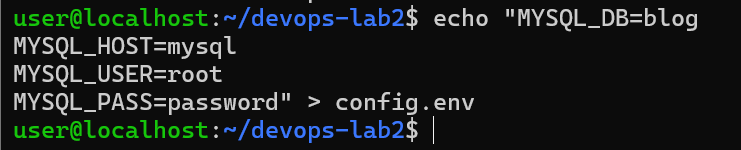 user@localhost:~/devops-lab2$ echo "MYSQL_DB=blog
MYSQL_HOST=mysql
MYSQL_USER=root
MYSQL_PASS=password" > config.env
user@localhost:~/devops-lab2$